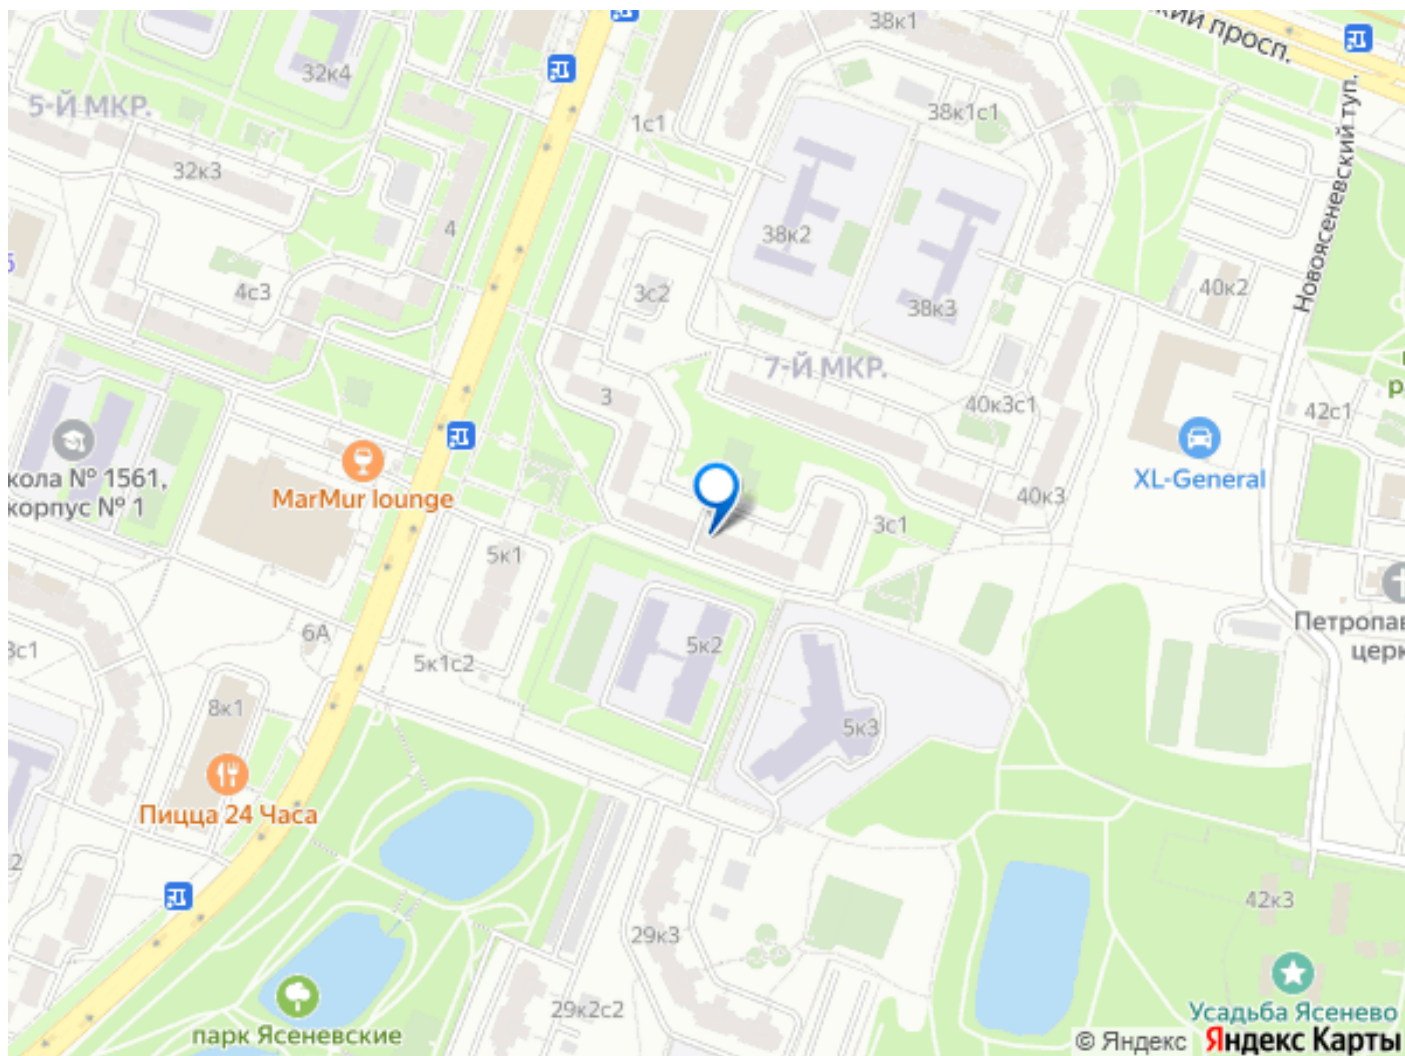 38к1
кий просп.
32к4
5-Й МКР.
1с1
38к1с1
Новоясеневский туп.
32к3
4
38к2
4с3
3с2
38к3
40к2
7-Й МКР.
3
40к3с1
42с1
кола № 1561,
корпус № 1
MarMur lounge
XL-General
40к3
3с1
5к1
6А
5к2
5к1с2
3с1
Петропав
церк
8к1
5к3
Пицца 24 Часа
42к3
29к3
29к2с2
парк Ясеневские
Усадьба Ясенево
© Яндекс Яндекс Карты